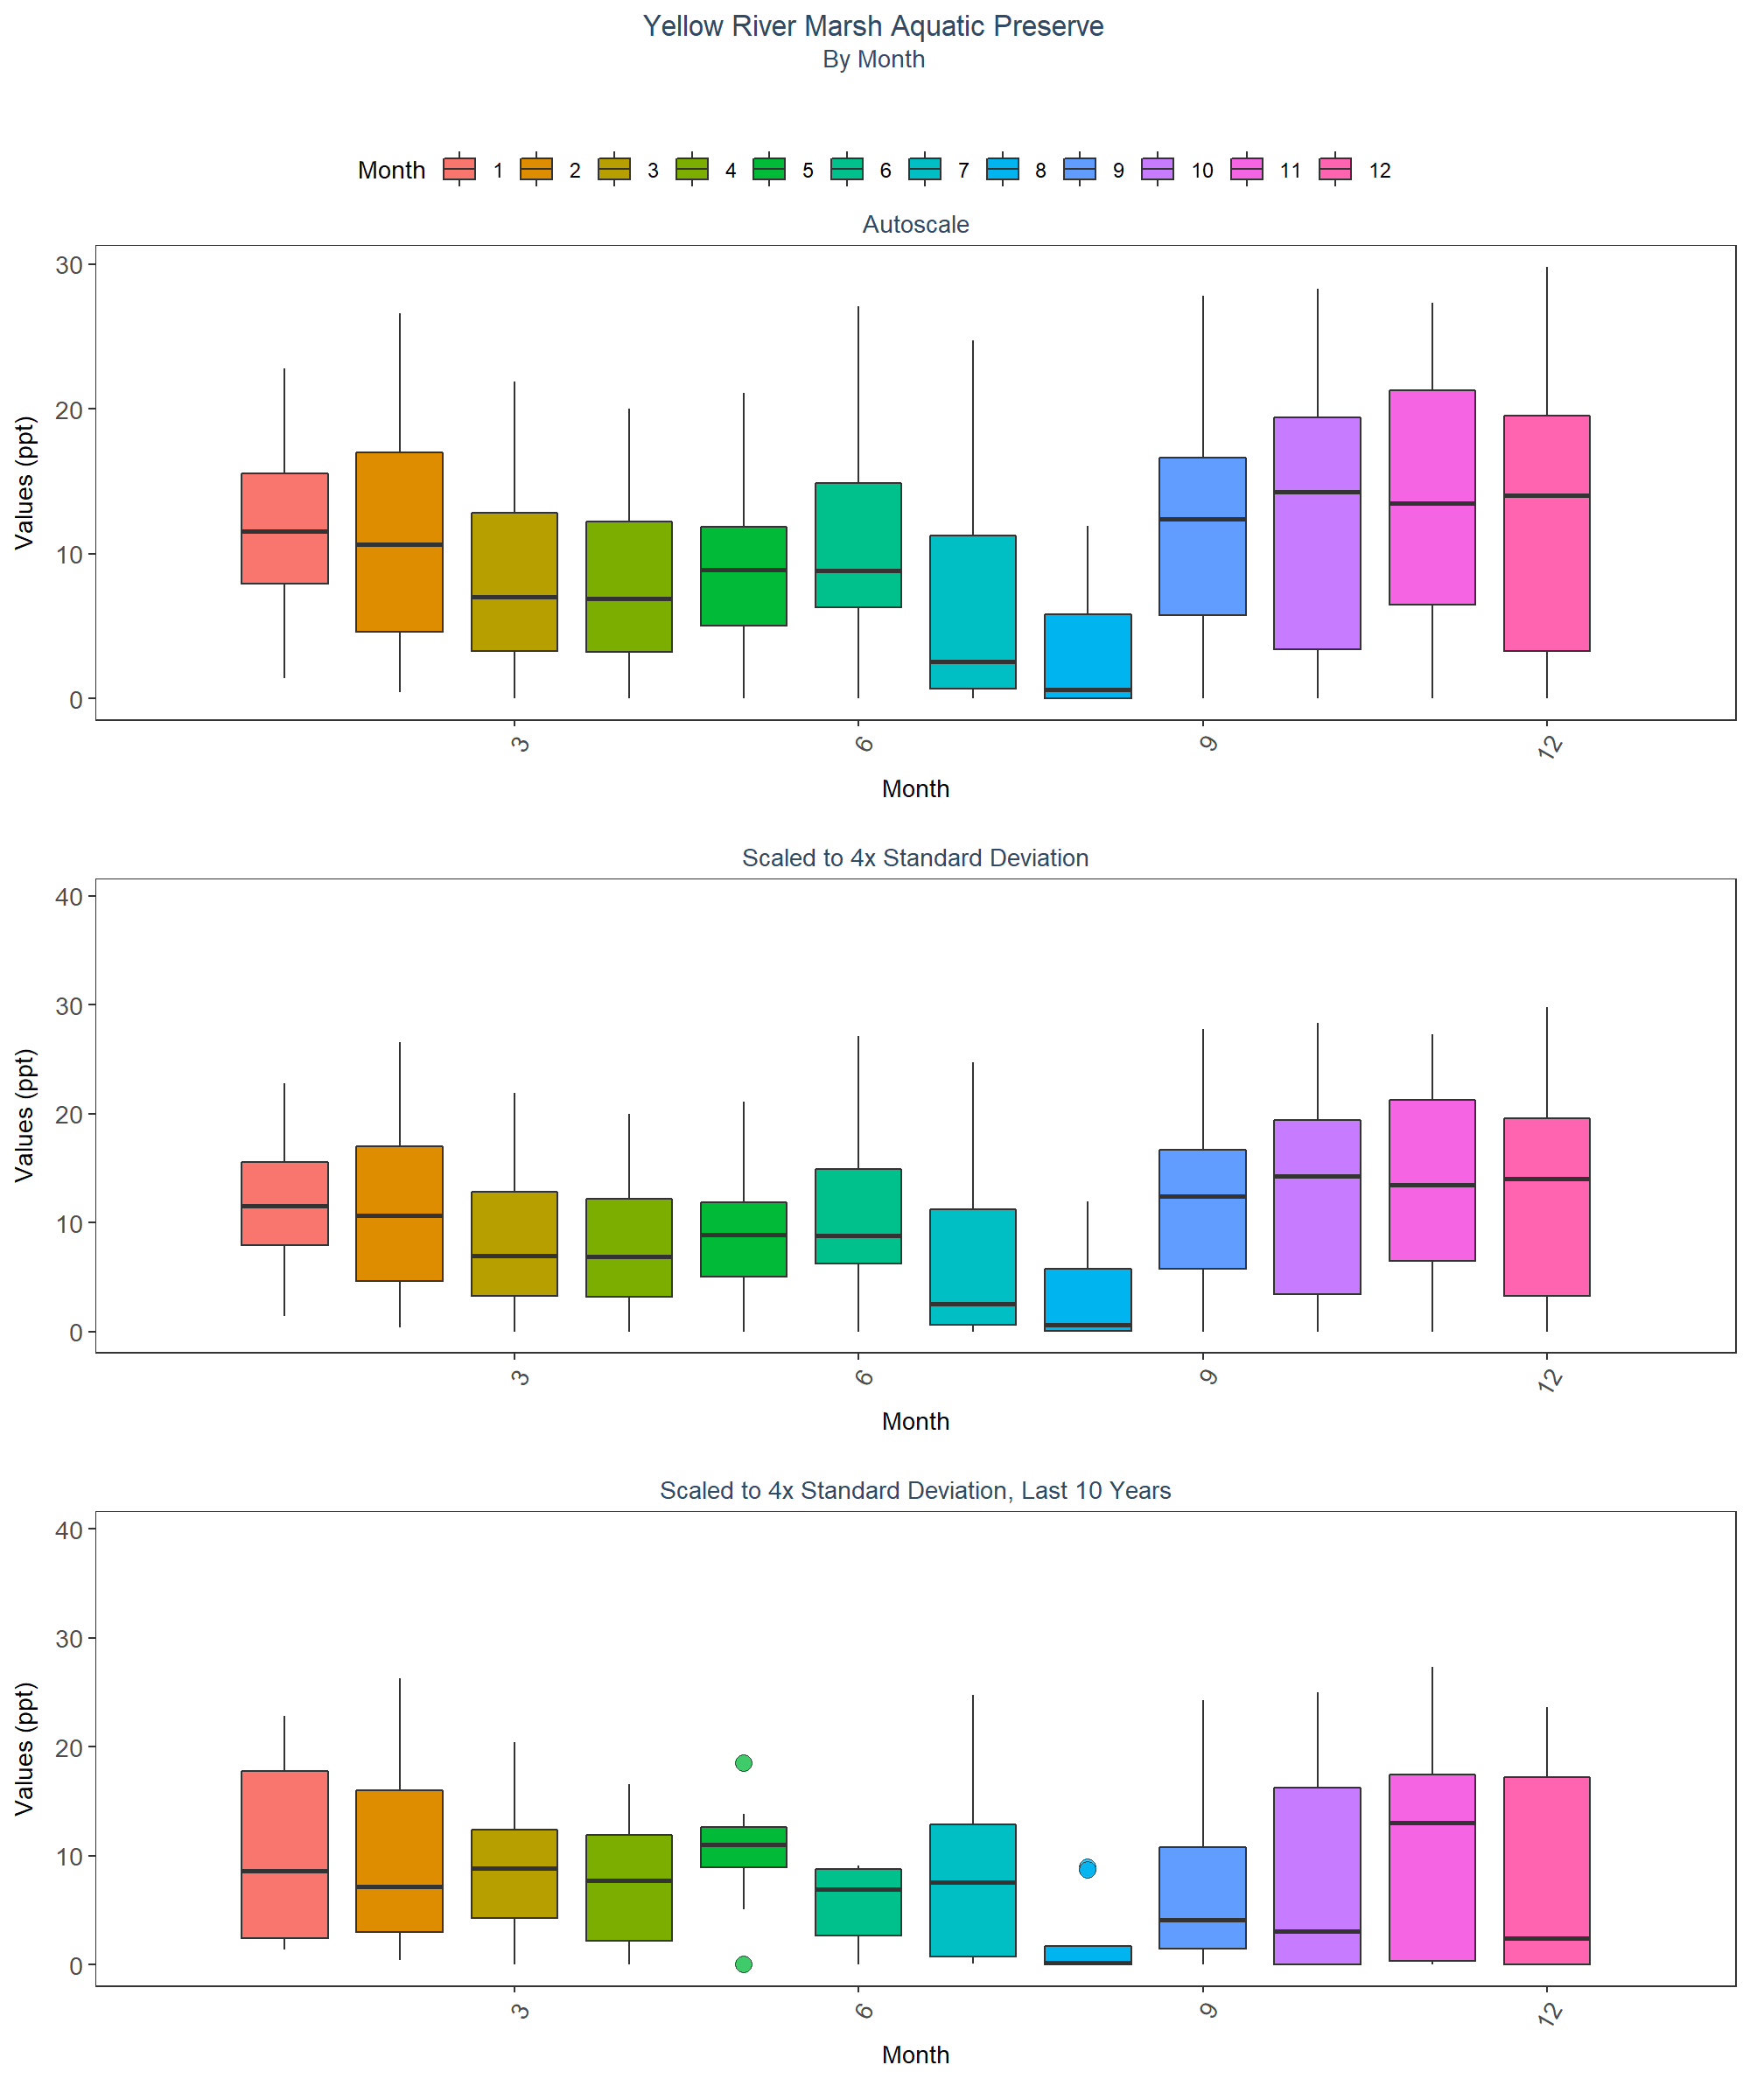 Yellow River Marsh Aquatic Preserve
By Month
Month 1 2 3 4 5 6 7 8 9 10 11 12
Autoscale
Values (ppt)
30
20
10
0
3 6 9 12
Month
Scaled to 4x Standard Deviation
Values (ppt)
40
30
20
10
0
3 6 9 12
Month
Scaled to 4x Standard Deviation, Last 10 Years
Values (ppt)
40
30
20
10
0
3 6 9 12
Month